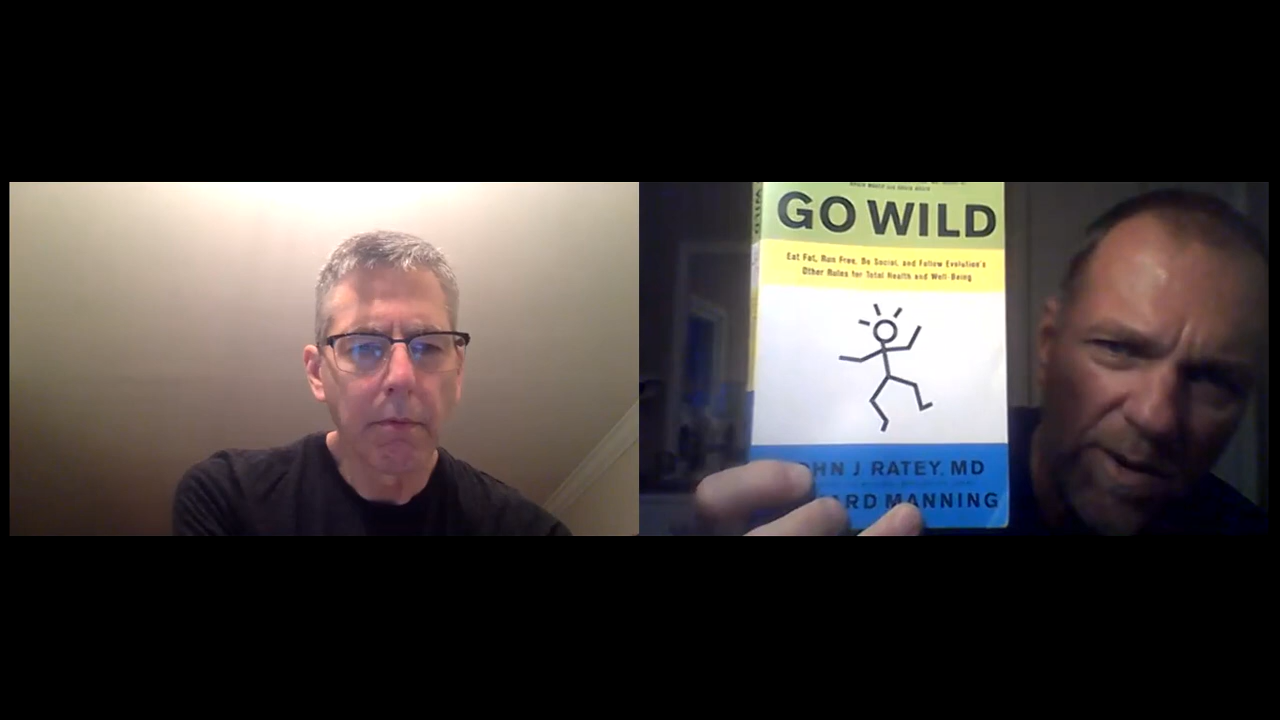 GO WILD
Eat Fat, Run Free, Be Social, and Follow Evolution's
Other Rules for Total Health and Well-Being
HN J. RATEY, MD
ARD MANNING
WILD